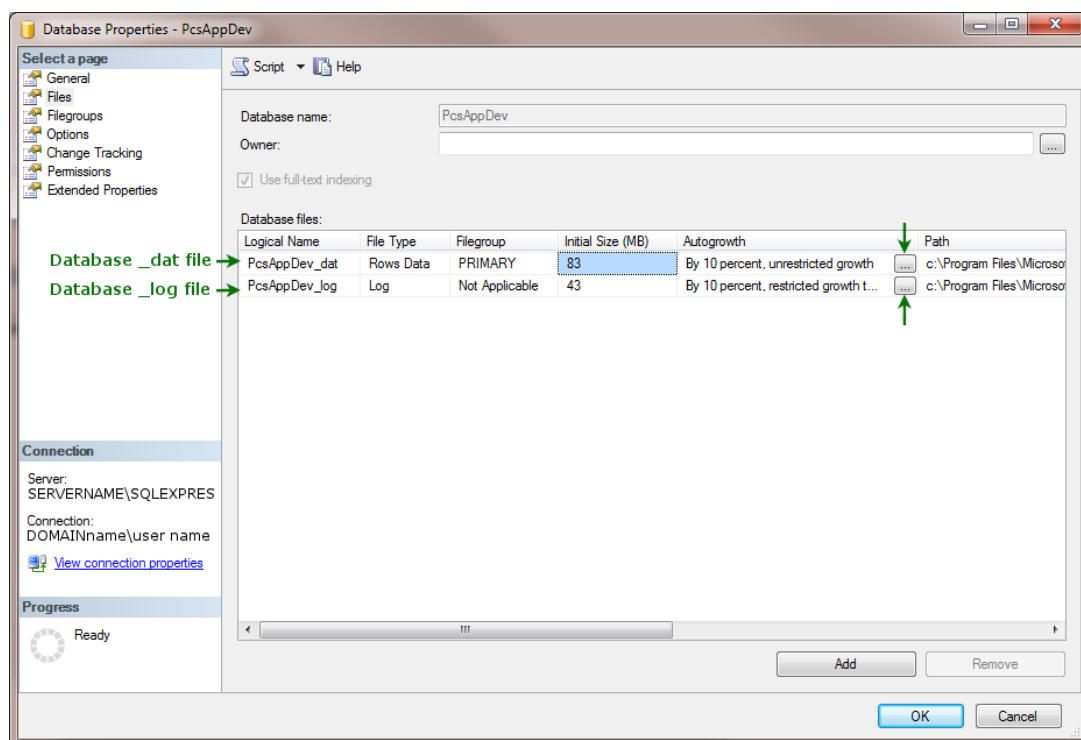 Database Properties - PcsAppDev
Select a page
General
Files
Filegroups
Options
Change Tracking
Permissions
Extended Properties
Script Help
Database name: PcsAppDev
Owner:
...
Use full-text indexing
Database files:
Logical Name File Type Filegroup Initial Size (MB) Autogrowth Path
Database _dat file PcsAppDev_dat Rows Data PRIMARY 83 By 10 percent, unrestricted growth ... c:\Program Files\Microsof
Database _log file PcsAppDev_log Log Not Applicable 43 By 10 percent, restricted growth t... ... c:\Program Files\Microsof
Connection
Server:
SERVERNAME\SQLEXPRES
Connection:
DOMAINname\user name
View connection properties
Progress
Ready
Add Remove
OK Cancel